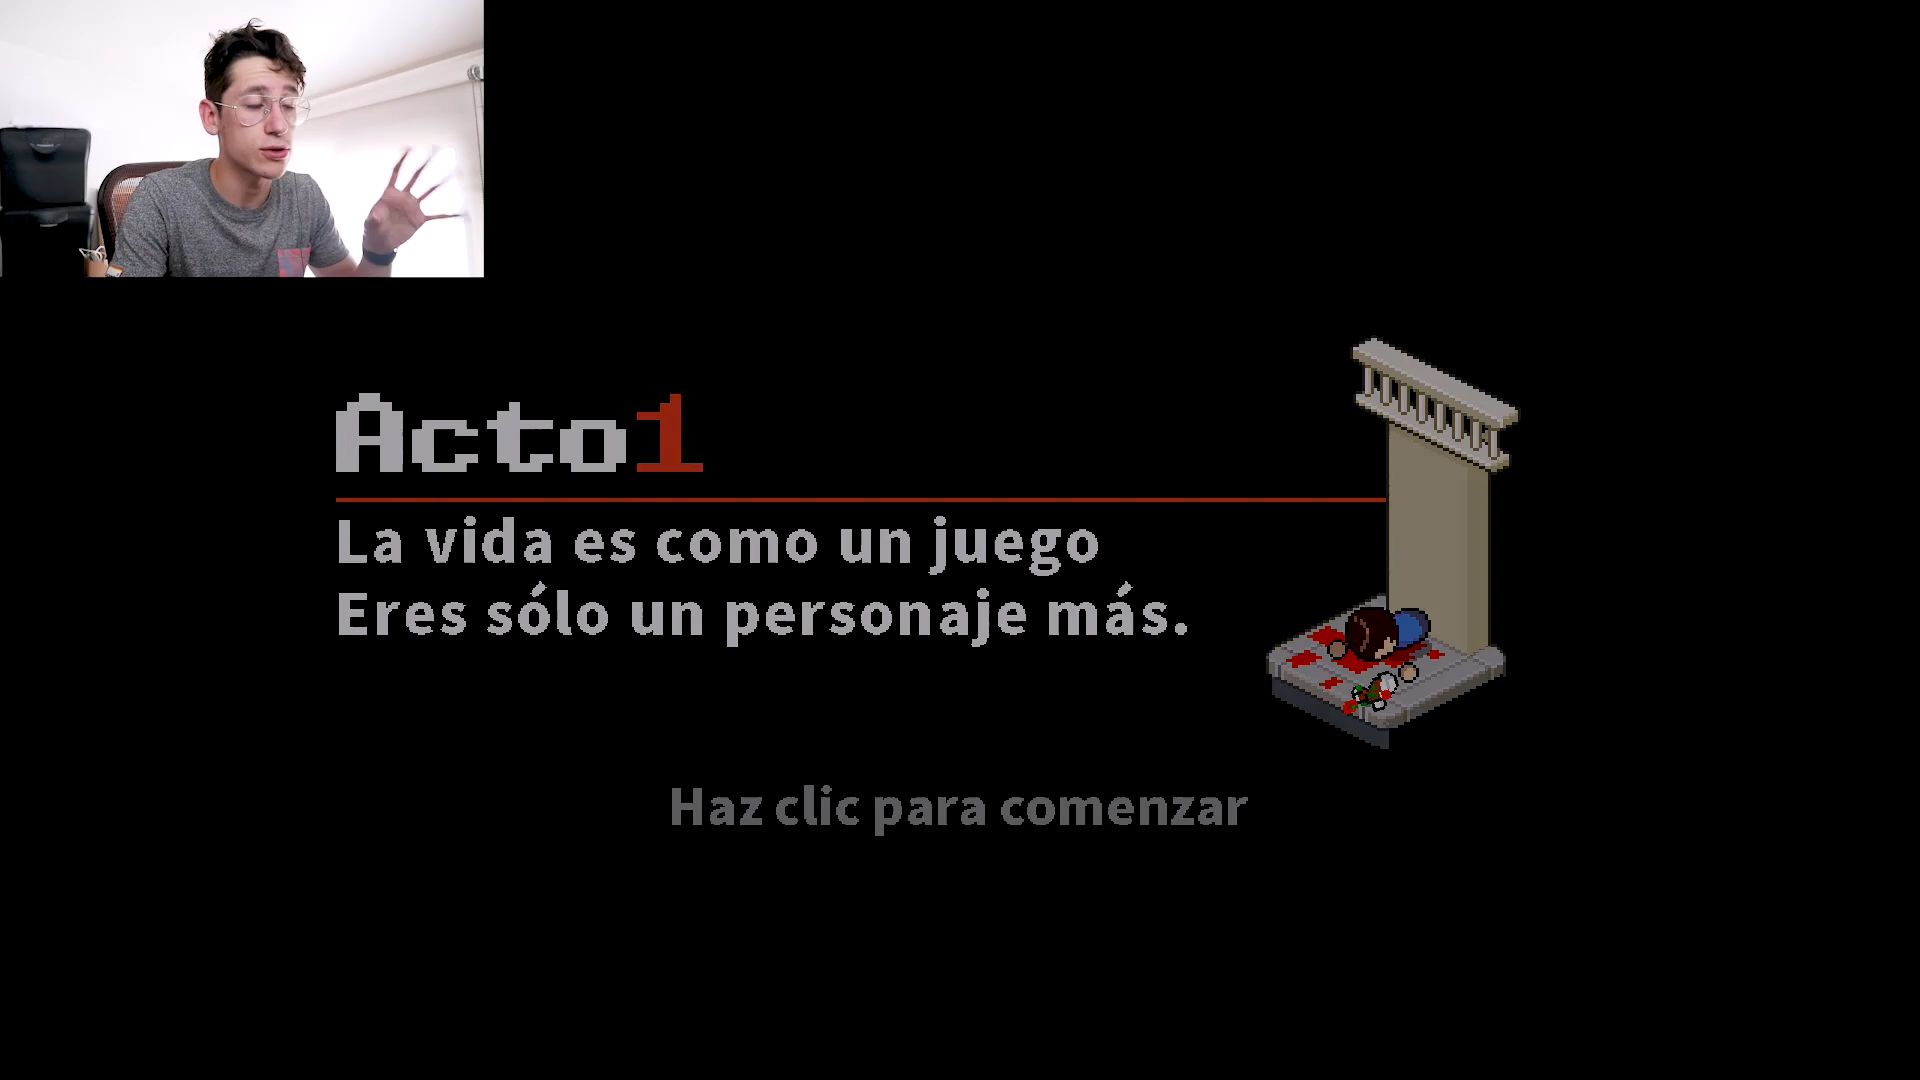 Acto1
La vida es como un juego
Eres sólo un personaje más.
Haz clic para comenzar